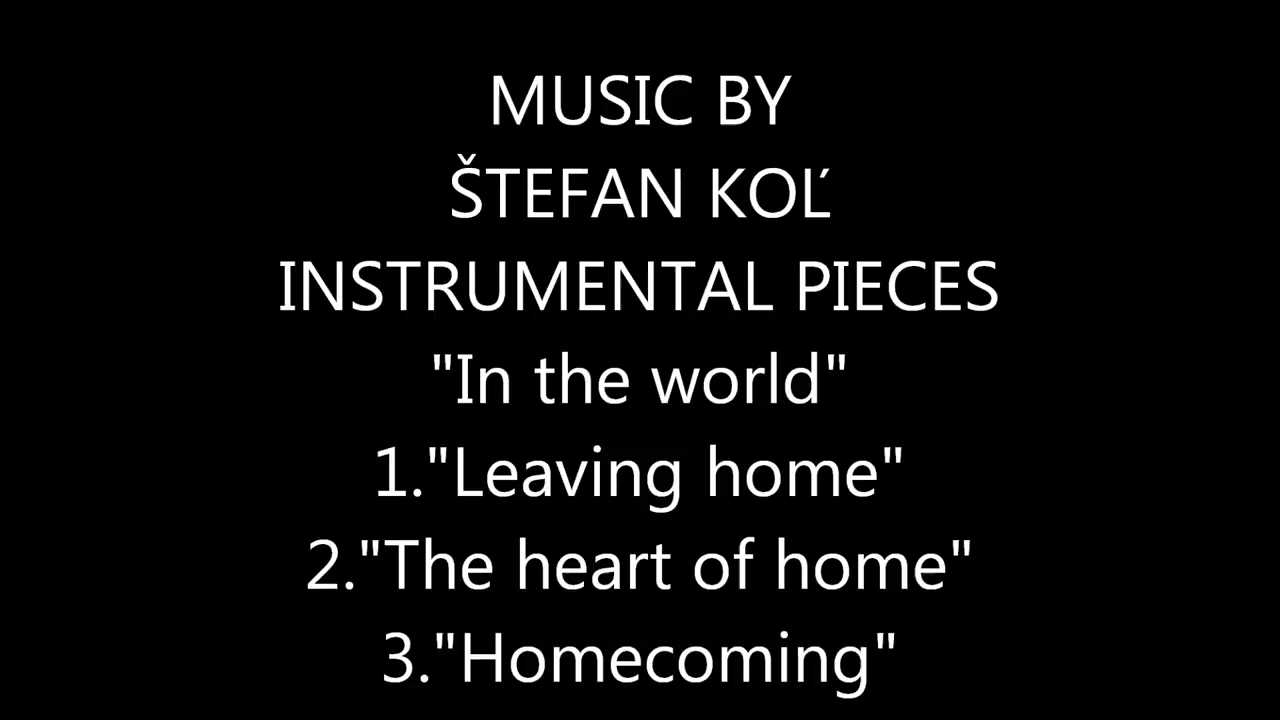 MUSIC BY
ŠTEFAN KOĽ
INSTRUMENTAL PIECES
"In the world"
1."Leaving home"
2."The heart of home"
3."Homecoming"